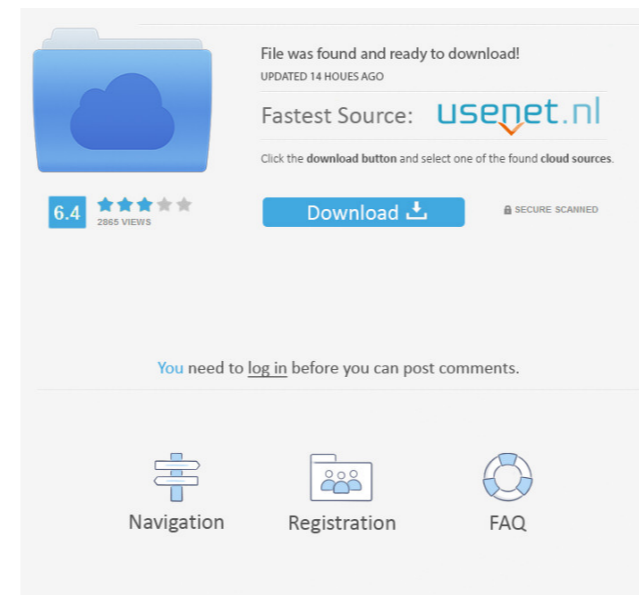 File was found and ready to download!
UPDATED 14 HOUES AGO
Fastest Source: usenet.nl
Click the download button and select one of the found cloud sources.
6.4
2865 VIEWS
Download
SECURE SCANNED
You need to log in before you can post comments.
Navigation
Registration
FAQ